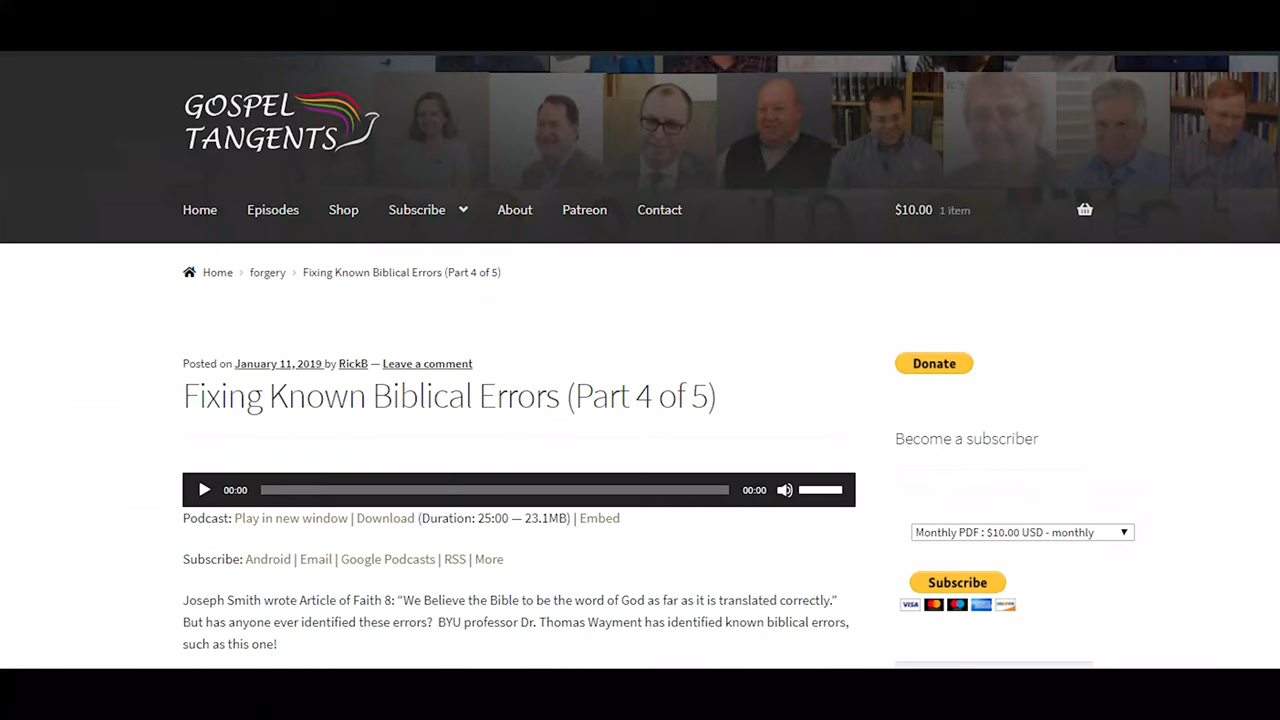 GOSPEL
TANGENTS
Home Episodes Shop Subscribe About Patreon Contact $10.00 1 item
Home › forgery › Fixing Known Biblical Errors (Part 4 of 5)
Posted on January 11, 2019 by RickB — Leave a comment
Fixing Known Biblical Errors (Part 4 of 5)
Donate
Become a subscriber
00:00 00:00
Podcast: Play in new window | Download (Duration: 25:00 — 23.1MB) | Embed
Monthly PDF : $10.00 USD - monthly
Subscribe: Android | Email | Google Podcasts | RSS | More
Subscribe
VISA DISCOVER
Joseph Smith wrote Article of Faith 8: “We Believe the Bible to be the word of God as far as it is translated correctly.”
But has anyone ever identified these errors? BYU professor Dr. Thomas Wayment has identified known biblical errors,
such as this one!